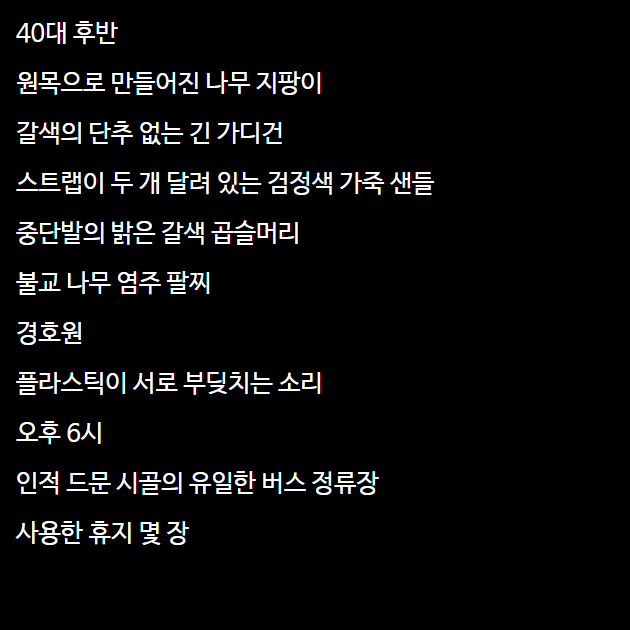 40대 후반
원목으로 만들어진 나무 지팡이
갈색의 단추 없는 긴 가디건
스트랩이 두 개 달려 있는 검정색 가죽 샌들
중단발의 밝은 갈색 곱슬머리
불교 나무 염주 팔찌
경호원
플라스틱이 서로 부딪치는 소리
오후 6시
인적 드문 시골의 유일한 버스 정류장
사용한 휴지 몇 장